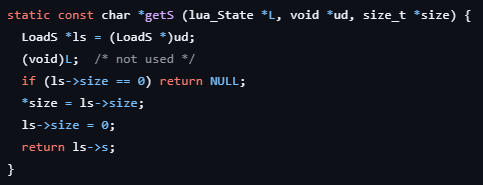 static const char *getS (lua_State *L, void *ud, size_t *size) {
  LoadS *ls = (LoadS *)ud;
  (void)L;  /* not used */
  if (ls->size == 0) return NULL;
  *size = ls->size;
  ls->size = 0;
  return ls->s;
}